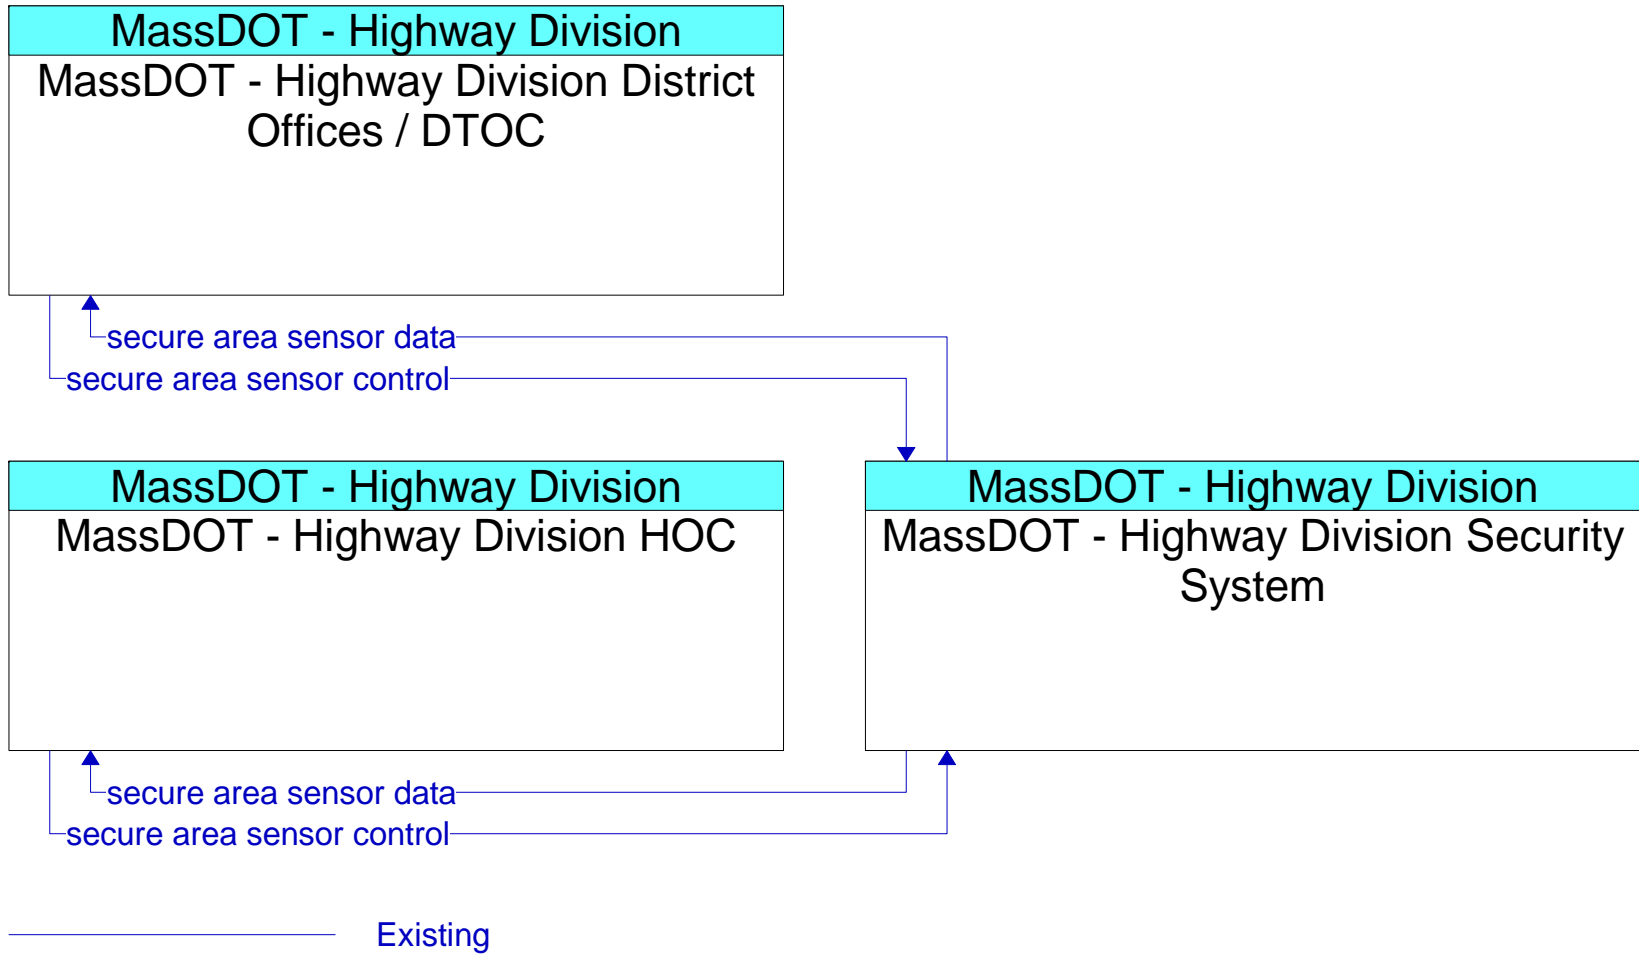 MassDOT - Highway Division
MassDOT - Highway Division District
Offices / DTOC
secure area sensor data
secure area sensor control
MassDOT - Highway Division
MassDOT - Highway Division HOC
MassDOT - Highway Division
MassDOT - Highway Division Security
System
secure area sensor data
secure area sensor control
Existing